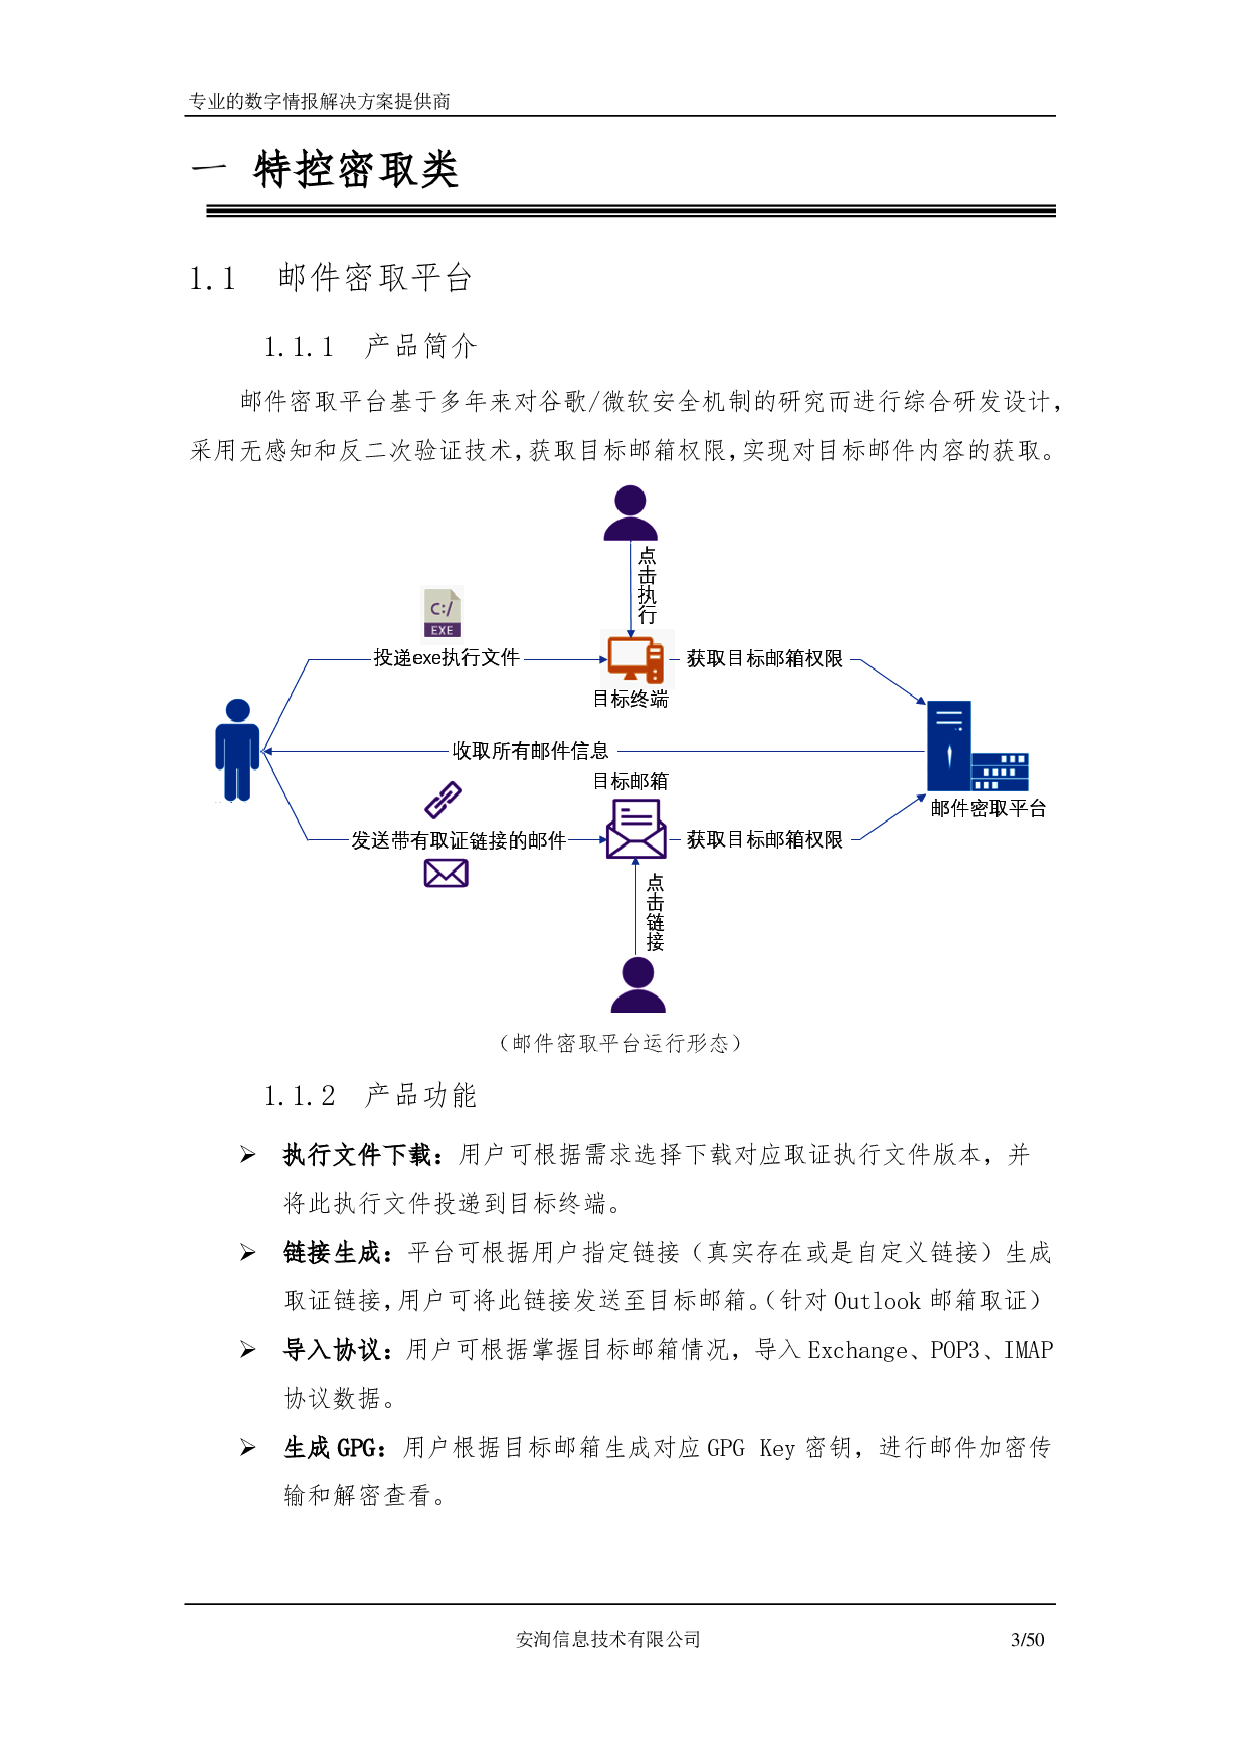 专业的数字情报解决方案提供商
一 特控密取类
1.1 邮件密取平台
1.1.1 产品简介
邮件密取平台基于多年来对谷歌/微软安全机制的研究而进行综合研发设计，
采用无感知和反二次验证技术，获取目标邮箱权限，实现对目标邮件内容的获取。
点击执行
C:/
EXE
投递exe执行文件
获取目标邮箱权限
目标终端
收取所有邮件信息
目标邮箱
邮件密取平台
发送带有取证链接的邮件
获取目标邮箱权限
点击链接
（邮件密取平台运行形态）
1.1.2 产品功能
➢ 执行文件下载：用户可根据需求选择下载对应取证执行文件版本，并
将此执行文件投递到目标终端。
➢ 链接生成：平台可根据用户指定链接（真实存在或是自定义链接）生成
取证链接，用户可将此链接发送至目标邮箱。（针对 Outlook 邮箱取证）
➢ 导入协议：用户可根据掌握目标邮箱情况，导入 Exchange、POP3、IMAP
协议数据。
➢ 生成 GPG：用户根据目标邮箱生成对应 GPG Key 密钥，进行邮件加密传
输和解密查看。
安洵信息技术有限公司
3/50